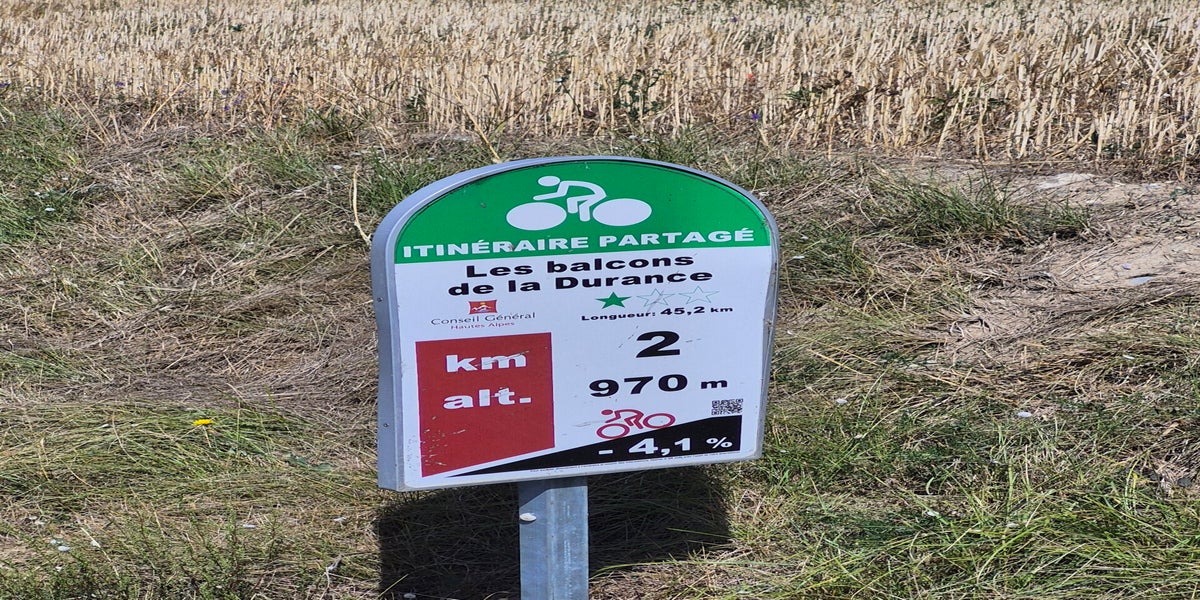 ITINÉRAIRE PARTAGÉ
Les balcons
de la Durance
Conseil Général
Hautes Alpes
Longueur: 45,2 km
km 2
alt. 970 m
- 4,1 %